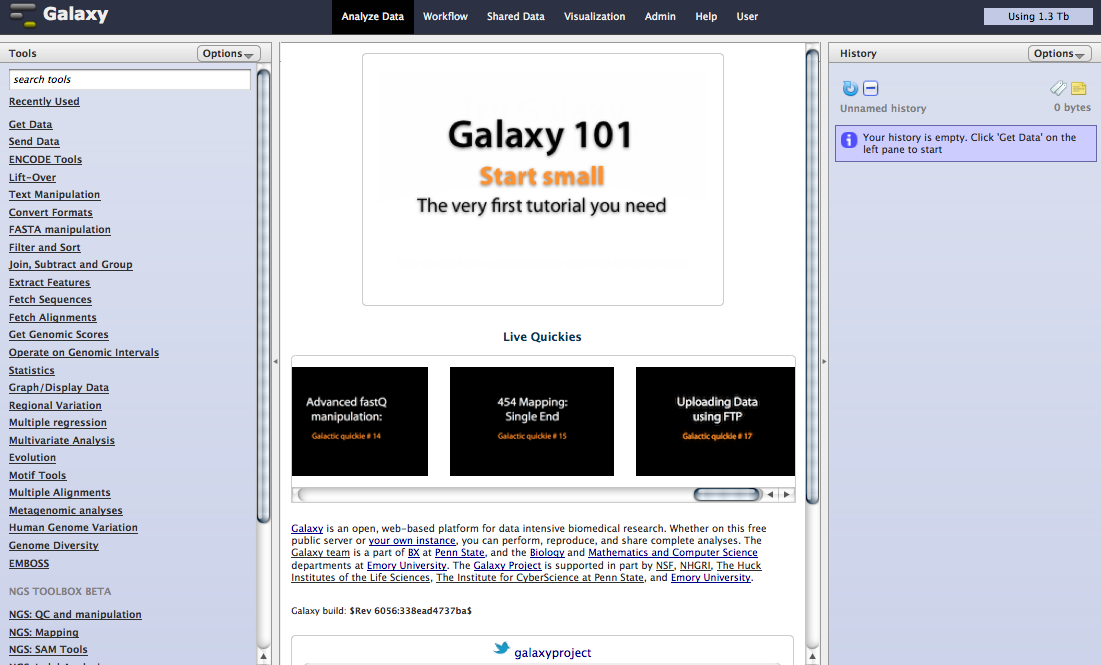 Galaxy
Analyze Data
Workflow
Shared Data
Visualization
Admin
Help
User
Using 1.3 Tb
Tools
Options
search tools
Recently Used
Get Data
Send Data
ENCODE Tools
Lift-Over
Text Manipulation
Convert Formats
FASTA manipulation
Filter and Sort
Join, Subtract and Group
Extract Features
Fetch Sequences
Fetch Alignments
Get Genomic Scores
Operate on Genomic Intervals
Statistics
Graph/Display Data
Regional Variation
Multiple regression
Multivariate Analysis
Evolution
Motif Tools
Multiple Alignments
Metagenomic analyses
Human Genome Variation
Genome Diversity
EMBOSS
NGS TOOLBOX BETA
NGS: QC and manipulation
NGS: Mapping
NGS: SAM Tools
Galaxy 101
Start small
The very first tutorial you need
Live Quickies
Advanced fastQ
manipulation:
Galactic quickie # 14
454 Mapping:
Single End
Galactic quickie # 15
Uploading Data
using FTP
Galactic quickie # 17
Galaxy is an open, web-based platform for data intensive biomedical research. Whether on this free
public server or your own instance, you can perform, reproduce, and share complete analyses. The
Galaxy team is a part of BX at Penn State, and the Biology and Mathematics and Computer Science
departments at Emory University. The Galaxy Project is supported in part by NSF, NHGRI, The Huck
Institutes of the Life Sciences, The Institute for CyberScience at Penn State, and Emory University.
Galaxy build: $Rev 6056:338ead4737ba$
galaxyproject
History
Options
Unnamed history
0 bytes
Your history is empty. Click 'Get Data' on the
left pane to start